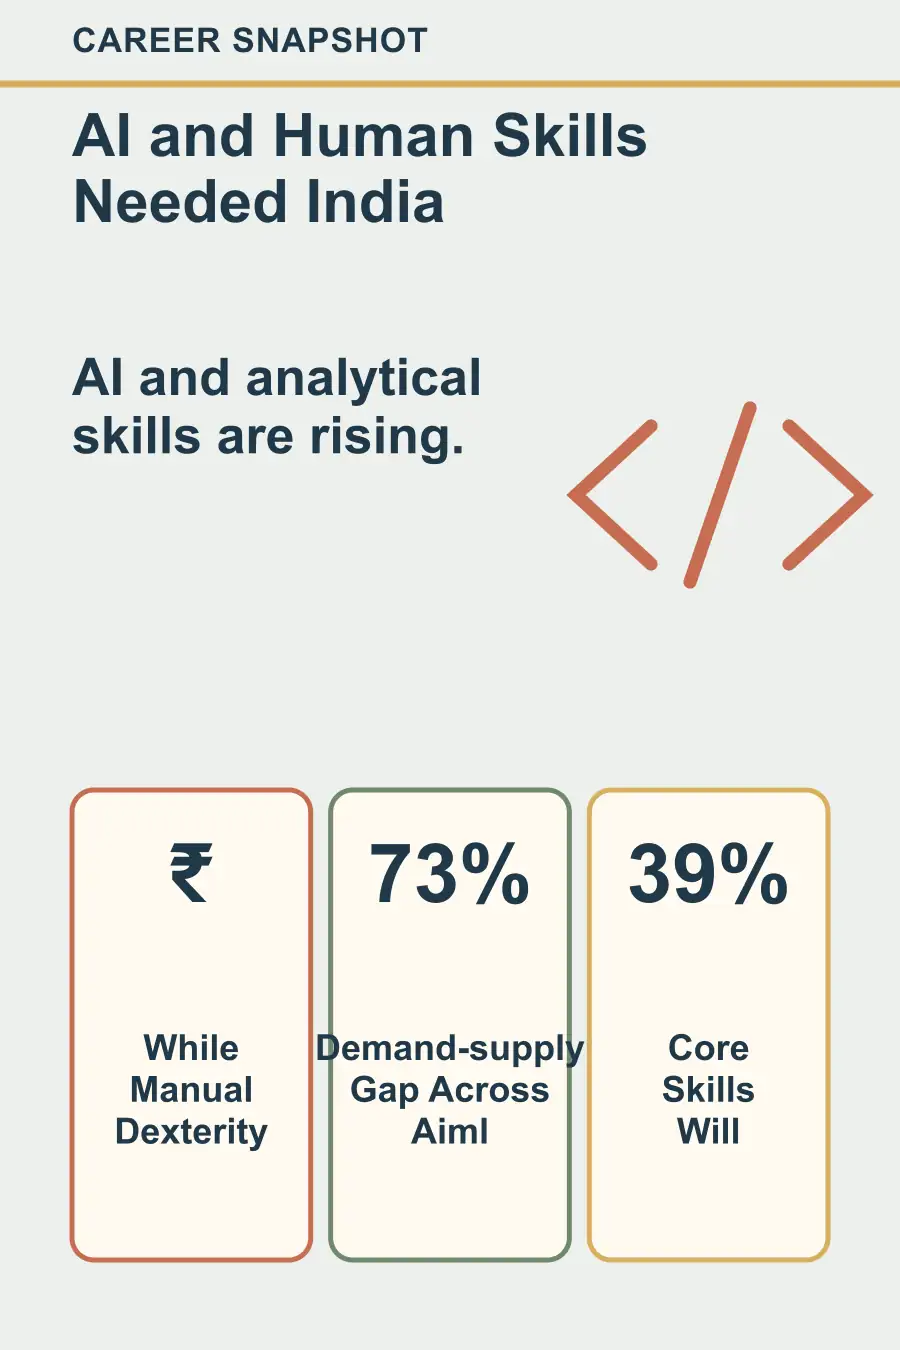 CAREER SNAPSHOT
AI and Human Skills
Needed India
AI and analytical
skills are rising.
</>
₹
While
Manual
Dexterity
73%
Demand-supply
Gap Across
Aiml
39%
Core
Skills
Will